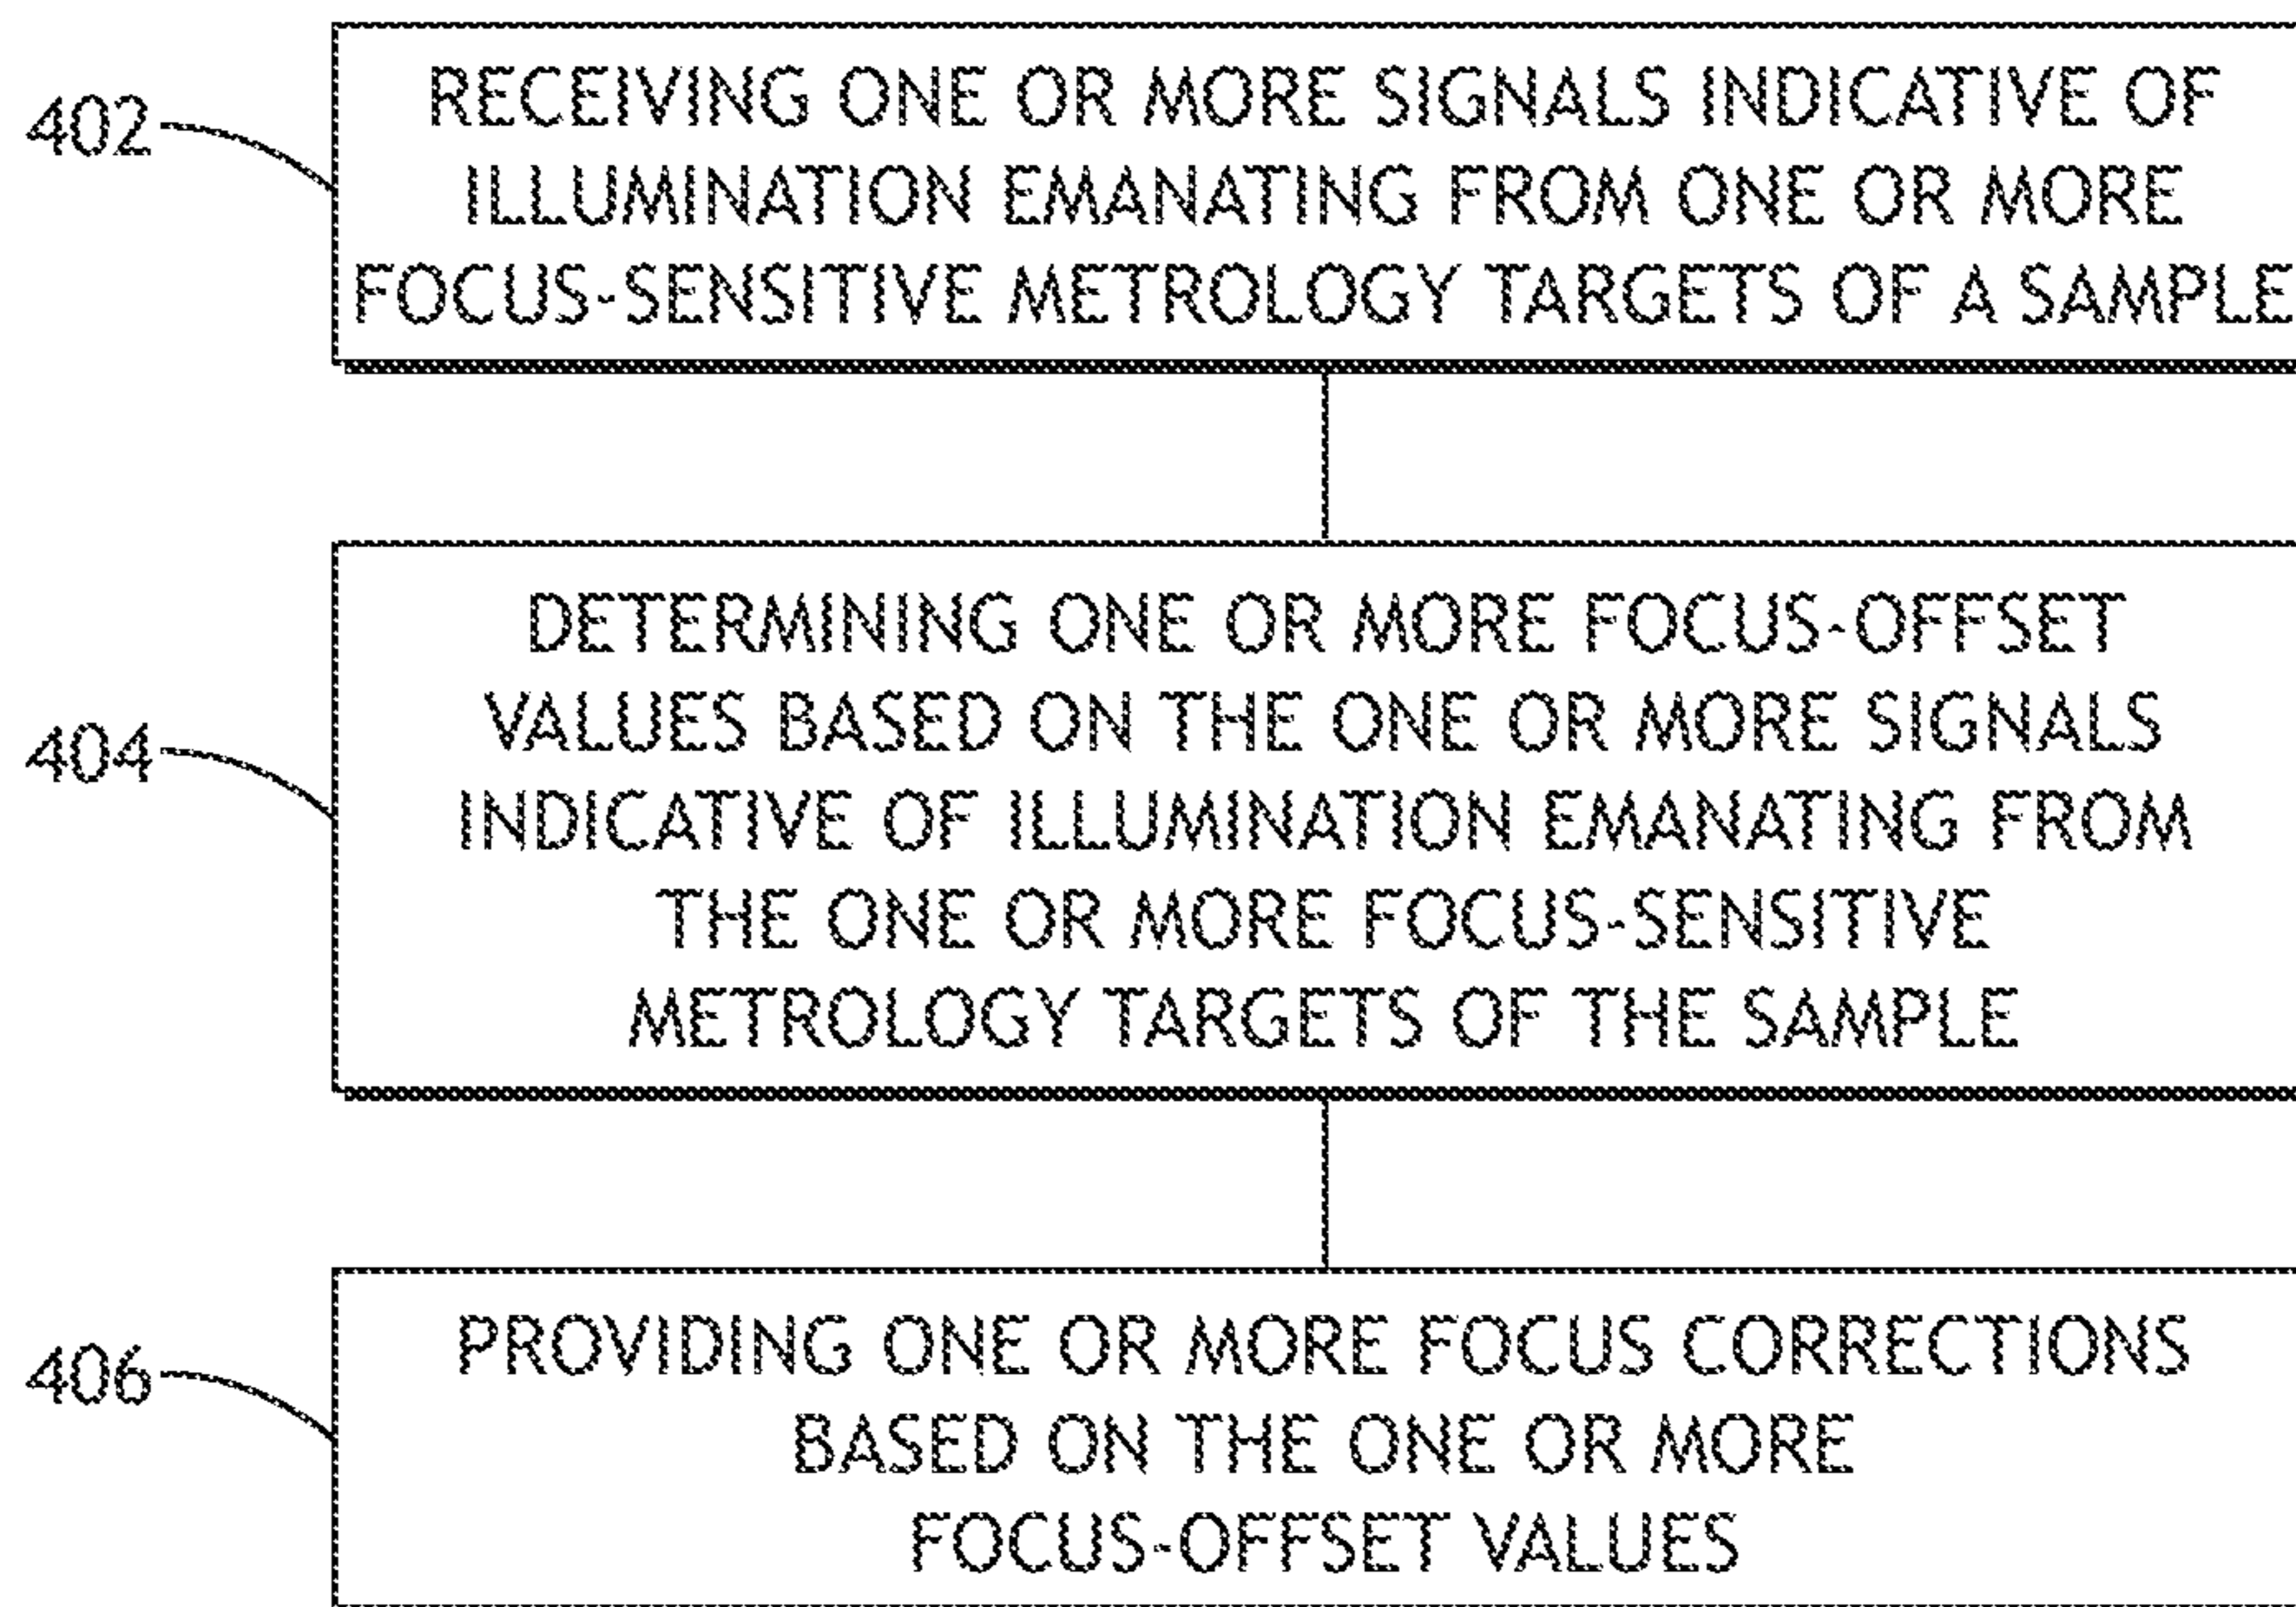 402
RECEIVING ONE OR MORE SIGNALS INDICATIVE OF
ILLUMINATION EMANATING FROM ONE OR MORE
FOCUS-SENSITIVE METROLOGY TARGETS OF A SAMPLE
404
DETERMINING ONE OR MORE FOCUS-OFFSET
VALUES BASED ON THE ONE OR MORE SIGNALS
INDICATIVE OF ILLUMINATION EMANATING FROM
THE ONE OR MORE FOCUS-SENSITIVE
METROLOGY TARGETS OF THE SAMPLE
406
PROVIDING ONE OR MORE FOCUS CORRECTIONS
BASED ON THE ONE OR MORE
FOCUS-OFFSET VALUES